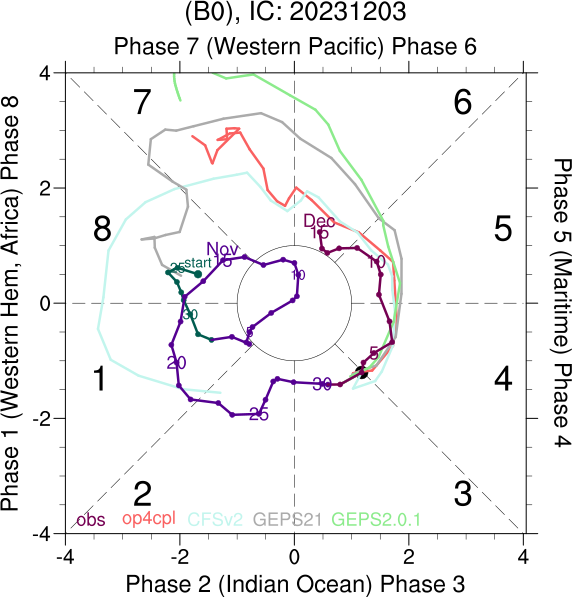 (B0), IC: 20231203
Phase 7 (Western Pacific) Phase 6
Phase 1 (Western Hem, Africa) Phase 8
Phase 5 (Maritime) Phase 4
4
2
0
-2
-4
7
6
8
5
1
4
2
3
Dec
15
10
5
Nov
15
10
5
start
25
30
20
25
30
obs
op4cpl
CFSv2
GEPS21
GEPS2.0.1
-4
-2
0
2
4
Phase 2 (Indian Ocean) Phase 3